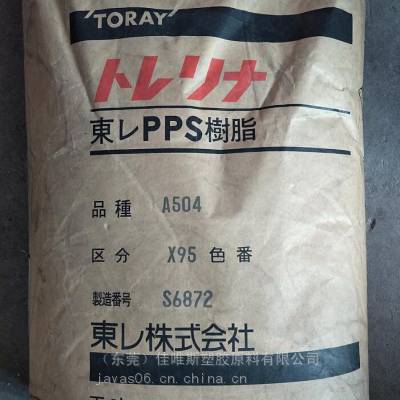 TORAY
トレリナ
東レPPS樹脂
品種 A504
区分 X95 色番
製造番号 S6872
東レ株式会社
（东莞）佳唯斯塑胶原料有限公司
javas06.cn.china.cn